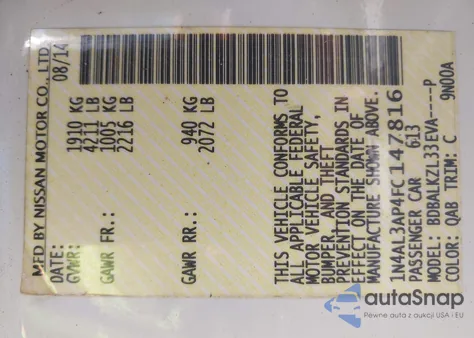 MFD BY NISSAN MOTOR CO., LTD.
DATE: 08/14
GVWR: 1910 KG
4211 LB
GAWR FR.: 1005 KG
2216 LB
GAWR RR.: 940 KG
2072 LB
THIS VEHICLE CONFORMS TO
ALL APPLICABLE FEDERAL
MOTOR VEHICLE SAFETY,
BUMPER, AND THEFT
PREVENTION STANDARDS IN
EFFECT ON THE DATE OF
MANUFACTURE SHOWN ABOVE.
1N4AL3AP4FC147816
PASSENGER CAR 613
MODEL: BDBALKZL33EVA----P
COLOR: QAB TRIM: C 9N00A
autaSnap
Pewne auta z aukcji USA i EU